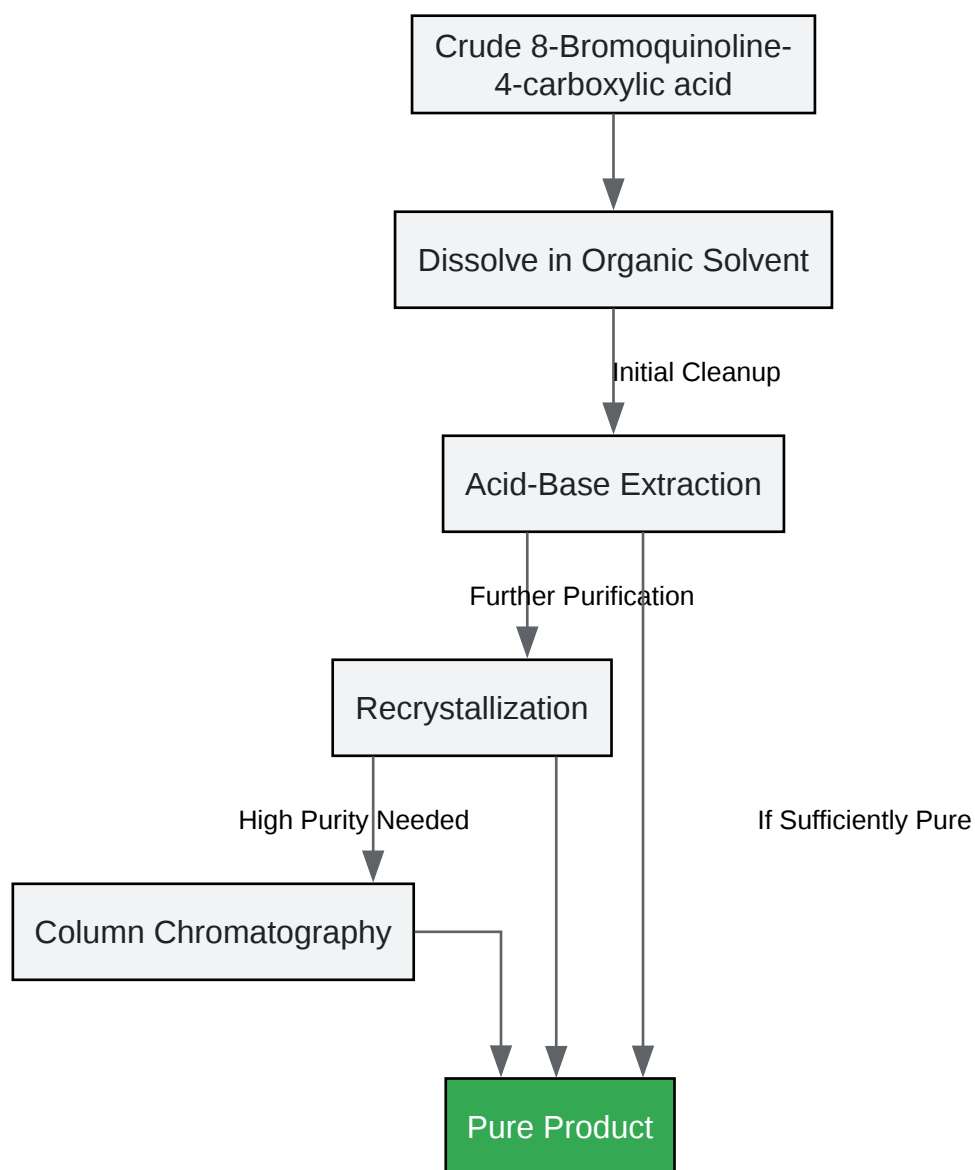 Crude 8-Bromoquinoline-
4-carboxylic acid
Dissolve in Organic Solvent
Initial Cleanup
Acid-Base Extraction
Further Purification
Recrystallization
High Purity Needed
If Sufficiently Pure
Column Chromatography
Pure Product